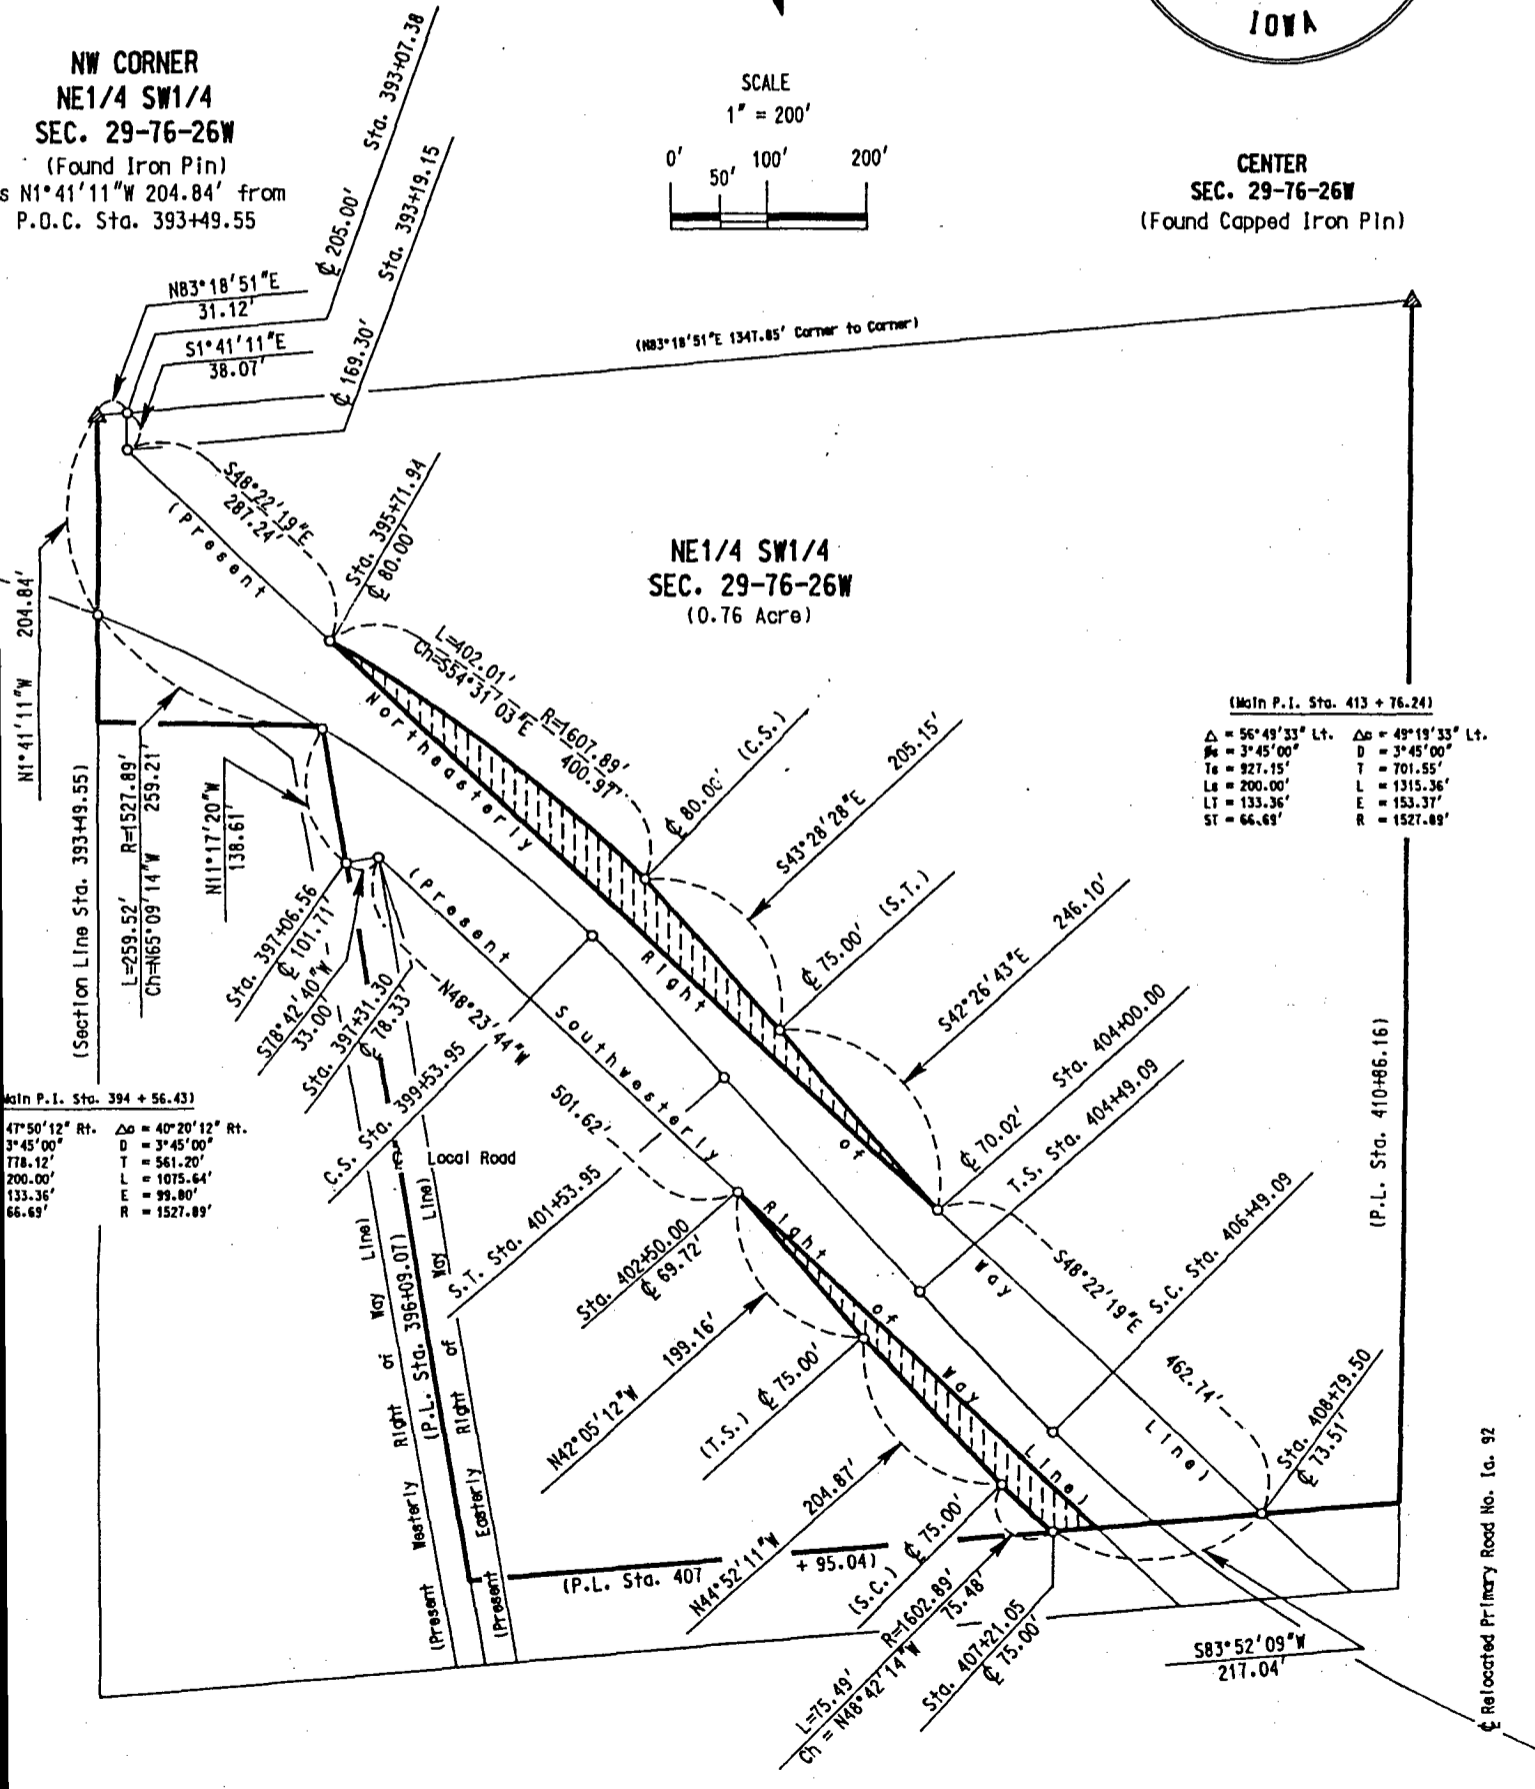 IOWA
NW CORNER
NE1/4 SW1/4
SEC. 29-76-26W
(Found Iron Pin)
s N1°41'11"W 204.84' from
P.O.C. Sta. 393+49.55
SCALE
1" = 200'
0' 50' 100' 200'
CENTER
SEC. 29-76-26W
(Found Capped Iron Pin)
Sta. 393+07.38
℄ 205.00'
Sta. 393+19.15
℄ 169.30'
N83°18'51"E
31.12'
S1°41'11"E
38.07'
(N83°18'51"E 1347.85' Corner to Corner)
S48°22'19"E
287.24'
Sta. 395+71.94
℄ 80.00'
NE1/4 SW1/4
SEC. 29-76-26W
(0.76 Acre)
L=402.01' R=1607.89'
Ch=S54°31'03"E 400.97'
℄ 80.00' (C.S.)
S43°28'28"E 205.15'
℄ 75.00' (S.T.)
S42°26'43"E 246.10'
℄ 70.02' Sta. 404+00.00
T.S. Sta. 404+49.09
S.C. Sta. 406+49.09
(Main P.I. Sta. 413 + 76.24)
Δ = 56°49'33" Lt. Δc = 49°19'33" Lt.
= 3°45'00" D = 3°45'00"
Ts = 927.15' T = 701.55'
Ls = 200.00' L = 1315.36'
LT = 133.36' E = 153.37'
ST = 66.69' R = 1527.89'
N1°41'11"W 204.84'
(Section Line Sta. 393+49.55)
L=259.52' R=1527.89'
Ch=N65°09'14"W 259.21'
N11°17'20"W
138.61'
Sta. 397+06.56
℄ 101.71'
S78°42'40"W
33.00'
Sta. 397+31.30
℄ 78.33'
N48°23'44"W
501.62'
C.S. Sta. 399+53.95
S.T. Sta. 401+53.95
Local Road
Main P.I. Sta. 394 + 56.43)
47°50'12" Rt. Δc = 40°20'12" Rt.
3°45'00" D = 3°45'00"
778.12' T = 561.20'
200.00' L = 1075.64'
133.36' E = 99.80'
66.69' R = 1527.89'
(Present Northeasterly Right of Way Line)
(Present Southwesterly Right of Way Line)
(Present Westerly Right of Way Line)
(P.L. Sta. 396+09.07)
(Present Easterly Right of Way Line)
Sta. 402+50.00
℄ 69.72'
N42°05'12"W 199.16'
(T.S.) ℄ 75.00'
N44°52'11"W 204.87'
(S.C.) ℄ 75.00'
L=75.49' R=1602.89'
Ch = N48°42'14"W 75.48'
Sta. 407+21.05
℄ 75.00'
(P.L. Sta. 407 + 95.04)
S48°22'19"E 462.74'
Sta. 408+79.50
℄ 73.51'
S83°52'09"W
217.04'
(P.L. Sta. 410+86.16)
℄ Relocated Primary Road No. Ia. 92